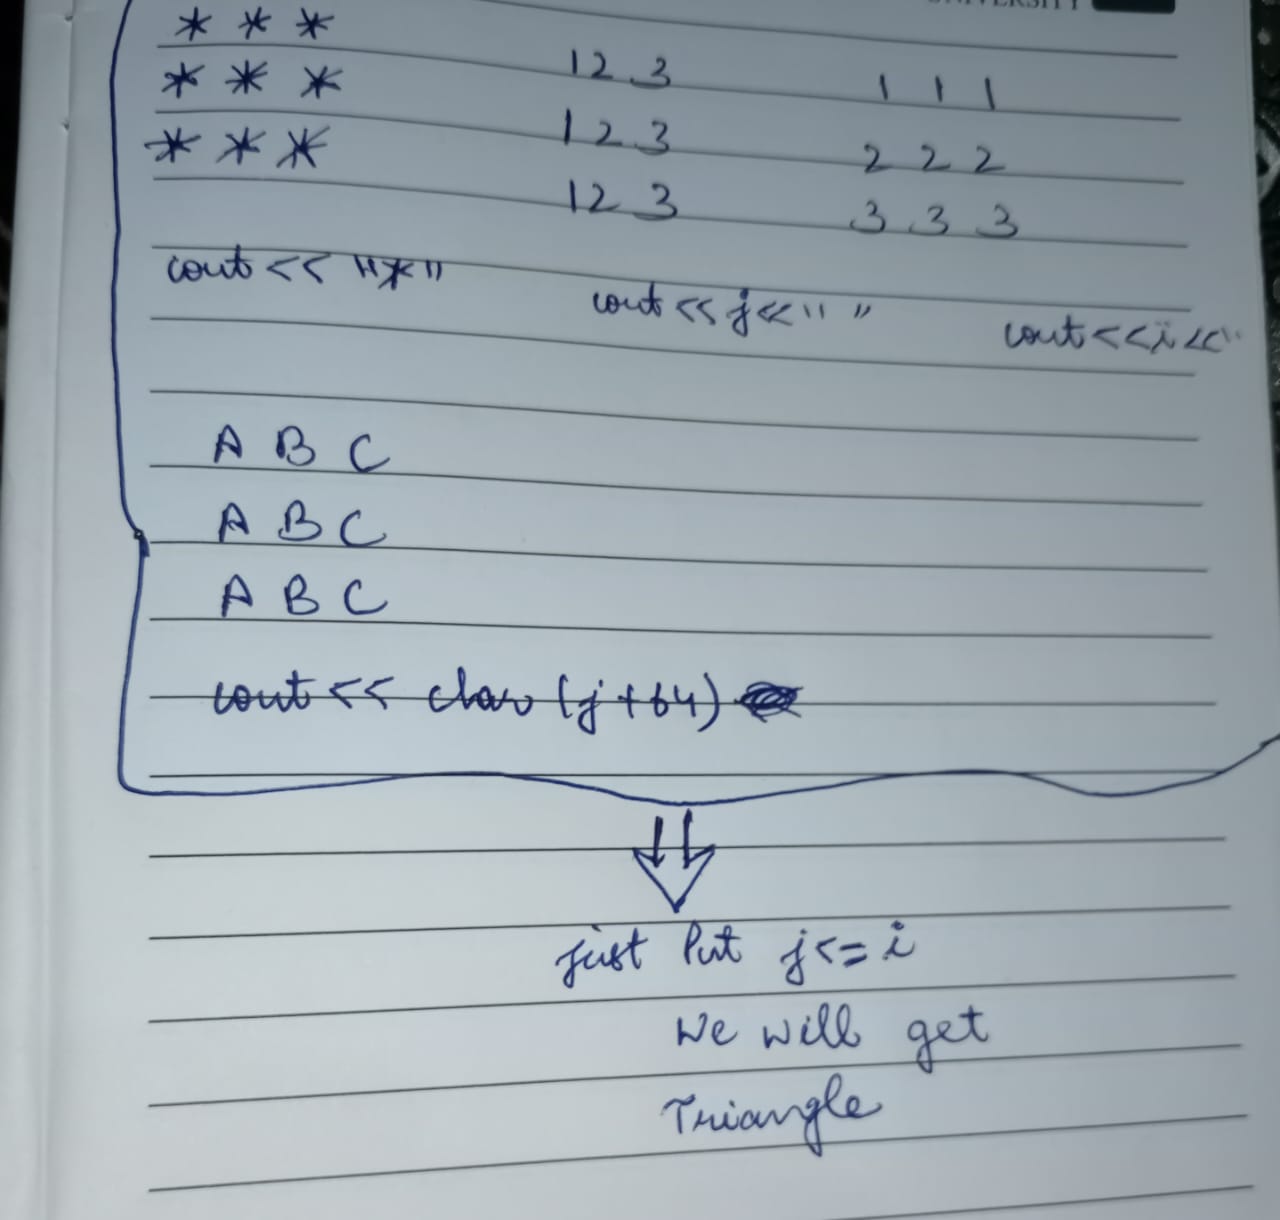 UNIVERSITY
* * *
* * *
* * *
1 2 3
1 2 3
1 2 3
1 1 1
2 2 2
3 3 3
cout << "*"
cout << j << " "
cout << i << "
A B C
A B C
A B C
cout << char (j+64)
just Put j <= i
We will get
Triangle